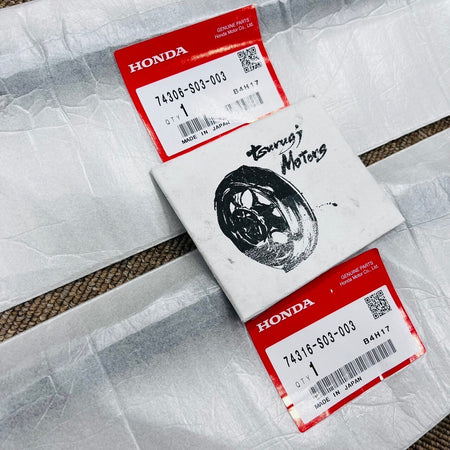 HONDA
GENUINE PARTS
Honda Motor Co., Ltd.
74306-S03-003
QTY 1
B4H17
MADE IN JAPAN
Tsurugi
Motors
HONDA
GENUINE PARTS
Honda Motor Co., Ltd.
74316-S03-003
QTY 1
B4H17
MADE IN JAPAN